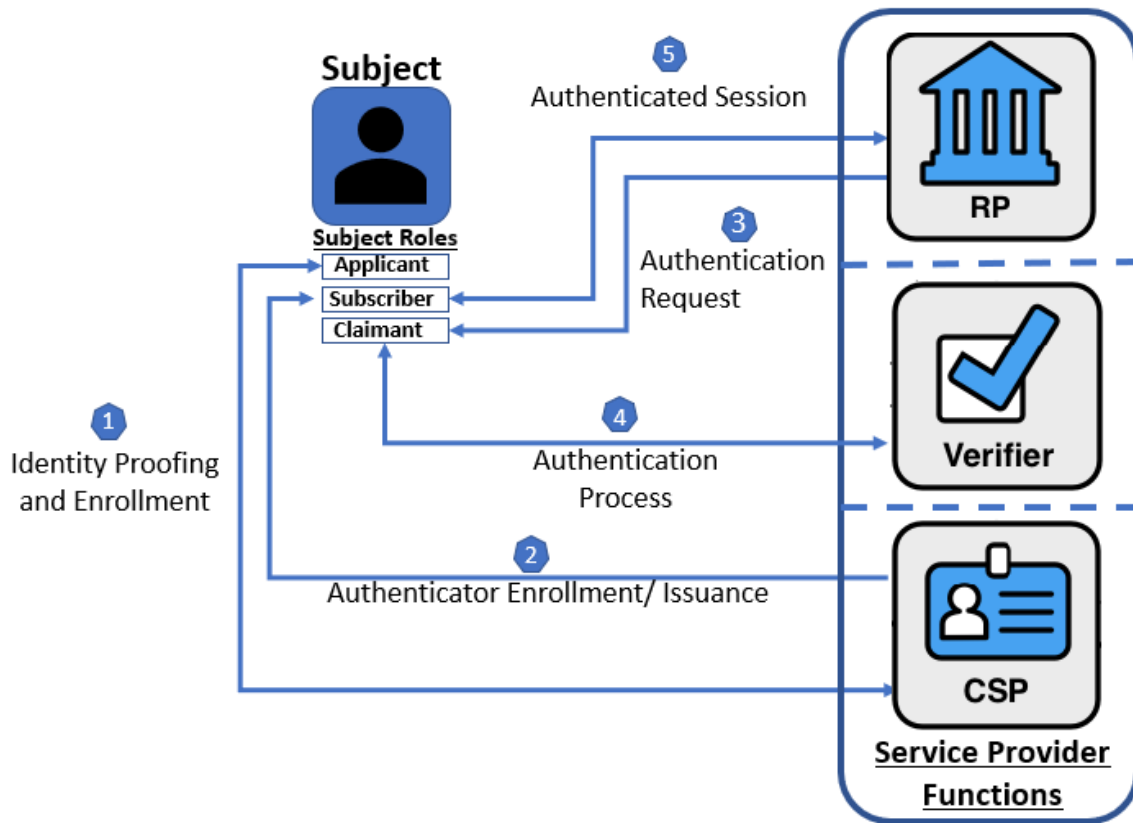 Subject
Subject Roles
Applicant
Subscriber
Claimant
5
Authenticated Session
RP
3
Authentication
Request
Verifier
1
Identity Proofing
and Enrollment
4
Authentication
Process
2
Authenticator Enrollment/ Issuance
CSP
Service Provider
Functions